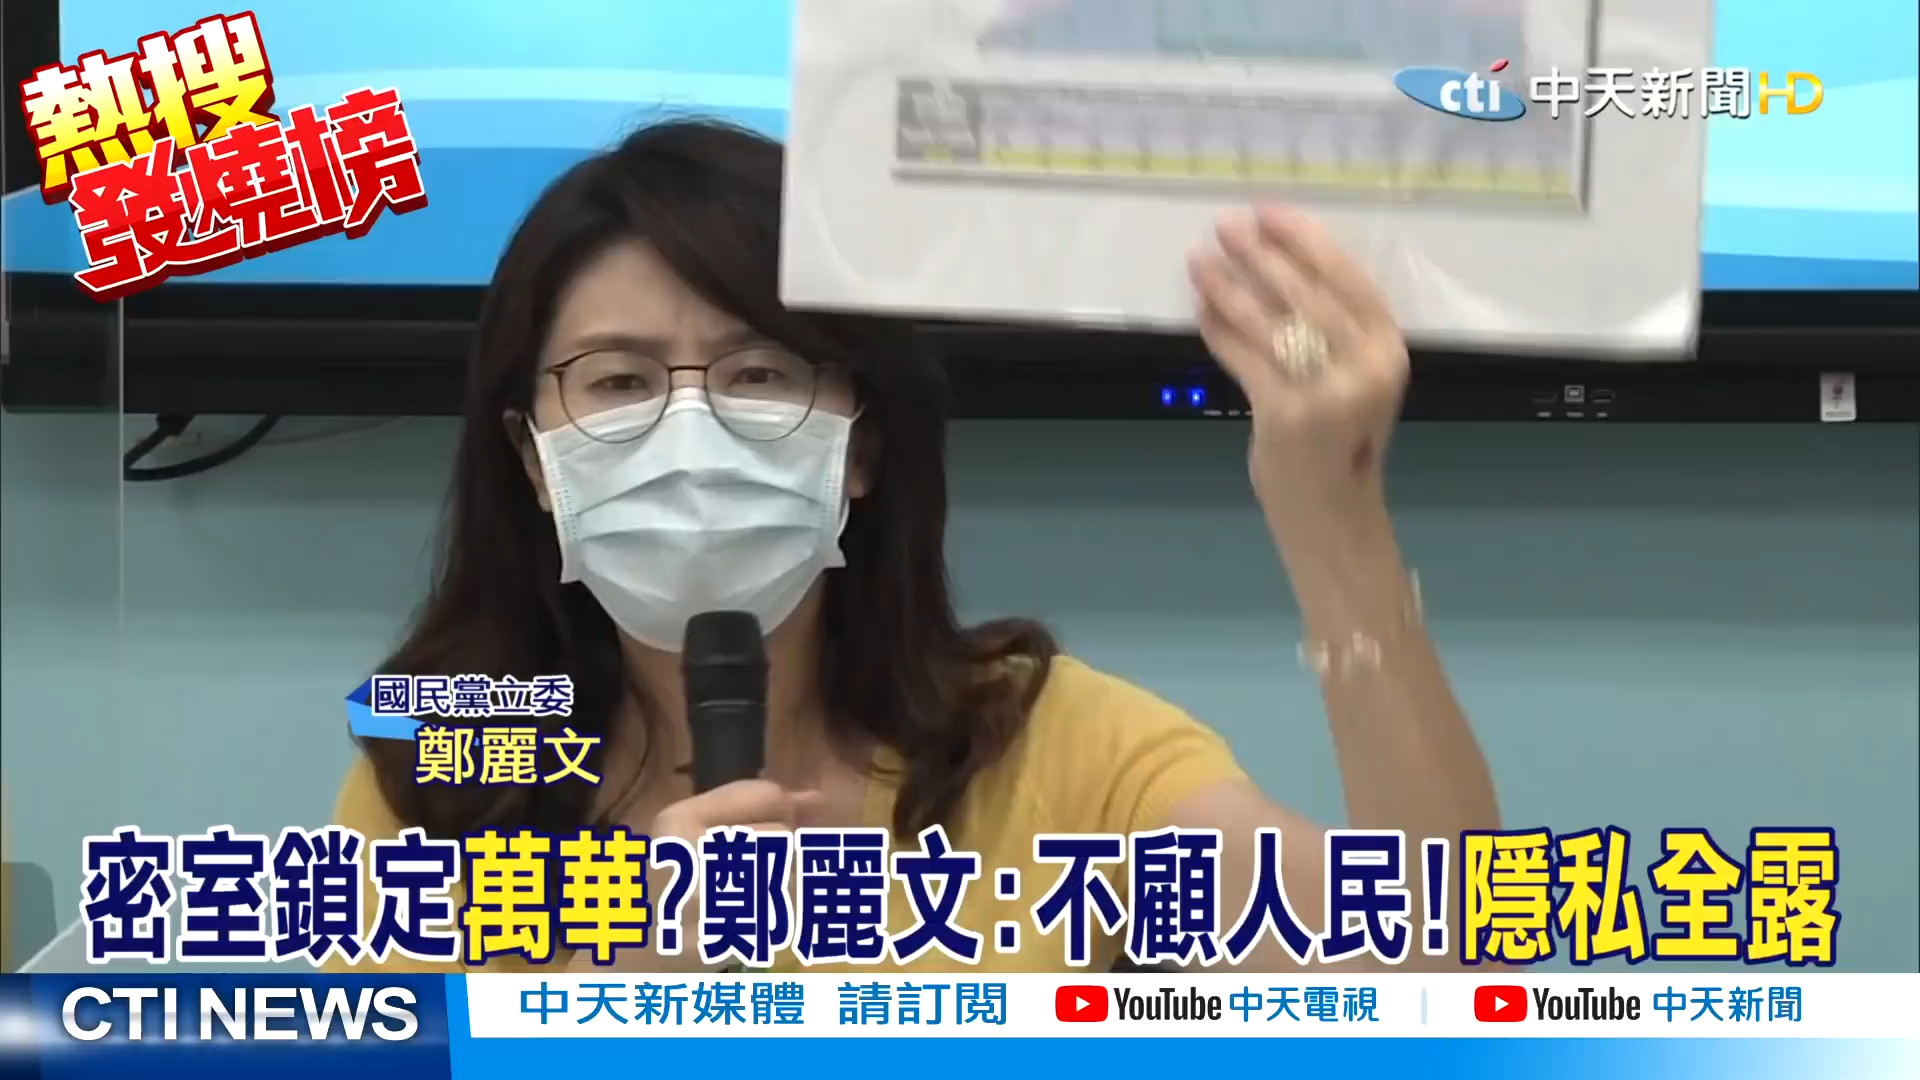 熱搜
發燒榜
cti 中天新聞HD
國民黨立委
鄭麗文
密室鎖定萬華?鄭麗文:不顧人民!隱私全露
CTI NEWS
中天新媒體 請訂閱 YouTube 中天電視 | YouTube 中天新聞